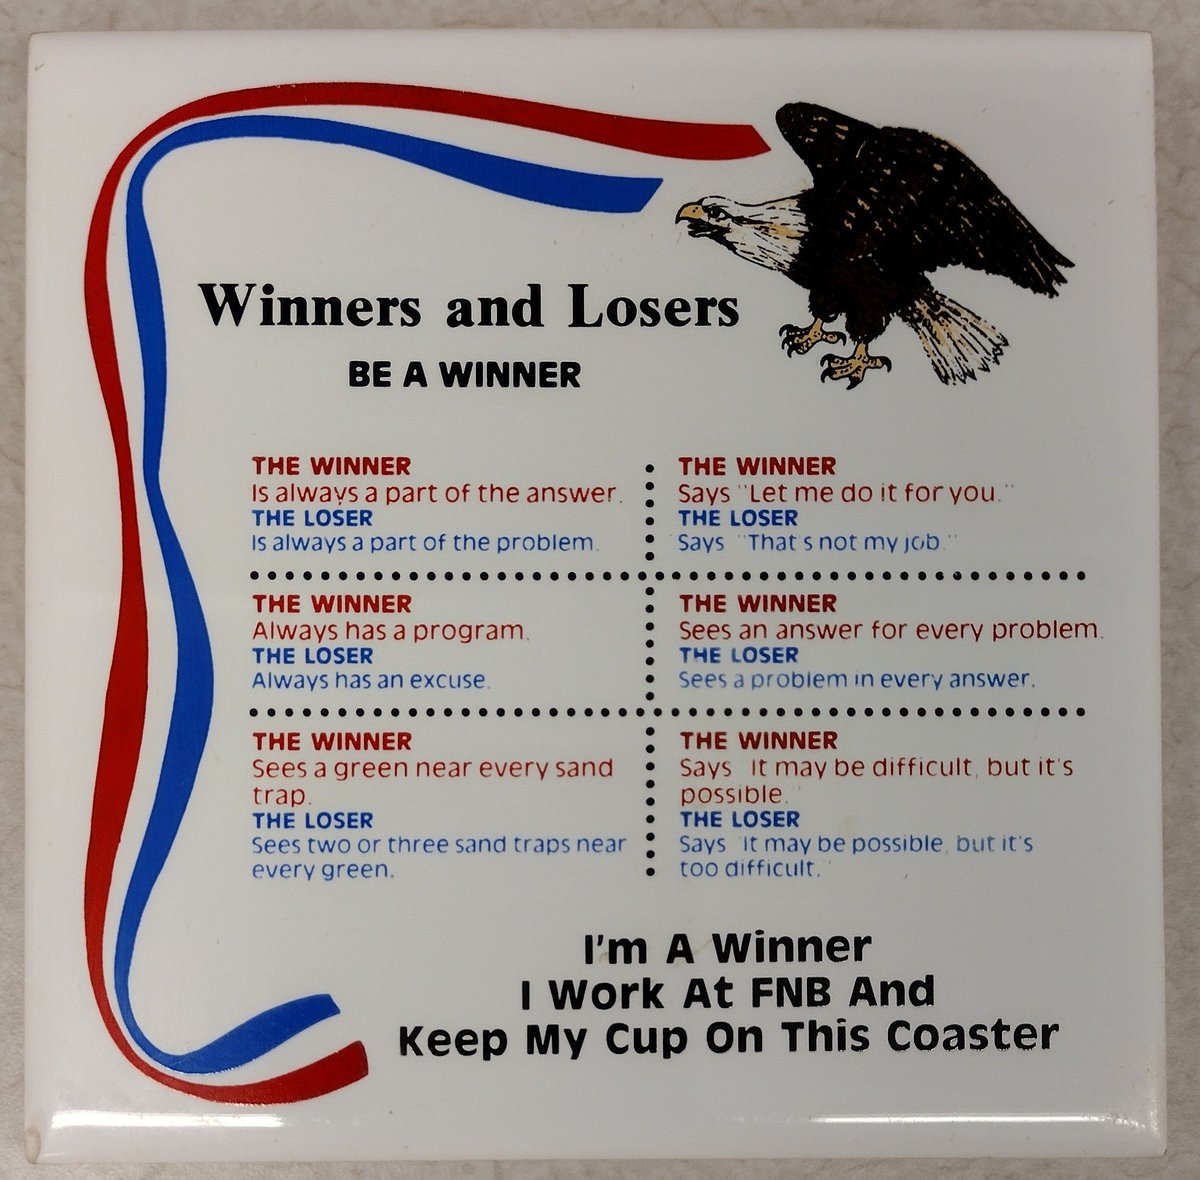 Winners and Losers
BE A WINNER
THE WINNER
Is always a part of the answer.
THE LOSER
Is always a part of the problem.
THE WINNER
Says "Let me do it for you."
THE LOSER
Says "That's not my job."
THE WINNER
Always has a program.
THE LOSER
Always has an excuse.
THE WINNER
Sees an answer for every problem.
THE LOSER
Sees a problem in every answer.
THE WINNER
Sees a green near every sand
trap.
THE LOSER
Sees two or three sand traps near
every green.
THE WINNER
Says "It may be difficult, but it's
possible."
THE LOSER
Says "It may be possible, but it's
too difficult."
I'm A Winner
I Work At FNB And
Keep My Cup On This Coaster